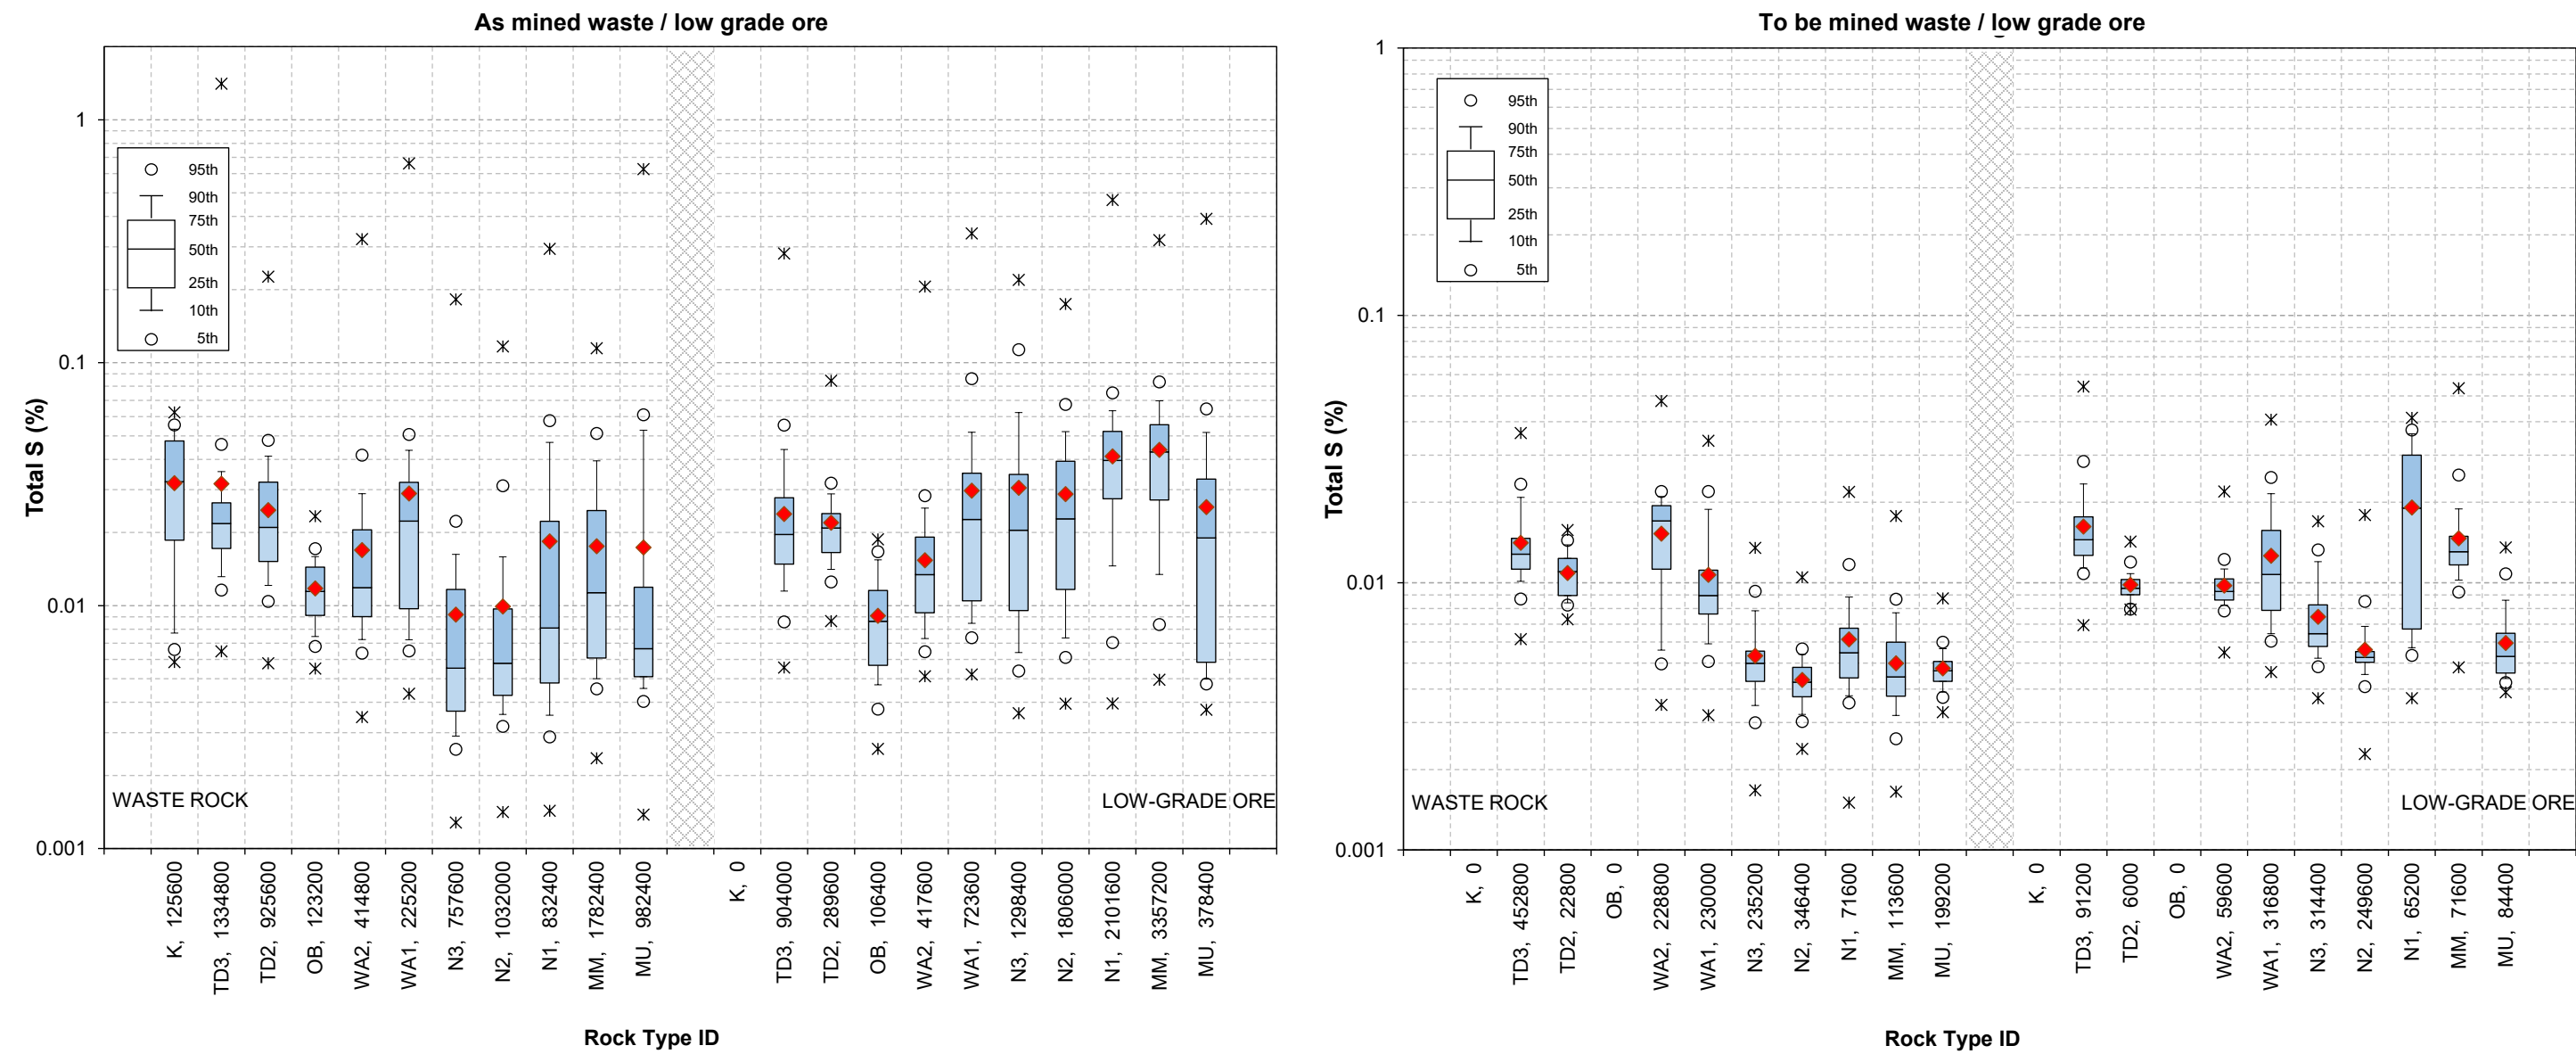 As mined waste / low grade ore
Total S (%)
1
0.1
0.01
0.001
95th
90th
75th
50th
25th
10th
5th
WASTE ROCK
LOW-GRADE ORE
K, 125600
TD3, 1334800
TD2, 925600
OB, 123200
WA2, 414800
WA1, 225200
N3, 757600
N2, 1032000
N1, 832400
MM, 1782400
MU, 982400
K, 0
TD3, 904000
TD2, 289600
OB, 106400
WA2, 417600
WA1, 723600
N3, 1298400
N2, 1806000
N1, 2101600
MM, 3357200
MU, 378400
Rock Type ID
To be mined waste / low grade ore
Total S (%)
1
0.1
0.01
0.001
95th
90th
75th
50th
25th
10th
5th
WASTE ROCK
LOW-GRADE ORE
K, 0
TD3, 452800
TD2, 22800
OB, 0
WA2, 228800
WA1, 230000
N3, 235200
N2, 346400
N1, 71600
MM, 113600
MU, 199200
K, 0
TD3, 91200
TD2, 60000
OB, 0
WA2, 59600
WA1, 316800
N3, 314400
N2, 249600
N1, 65200
MM, 71600
MU, 84400
Rock Type ID